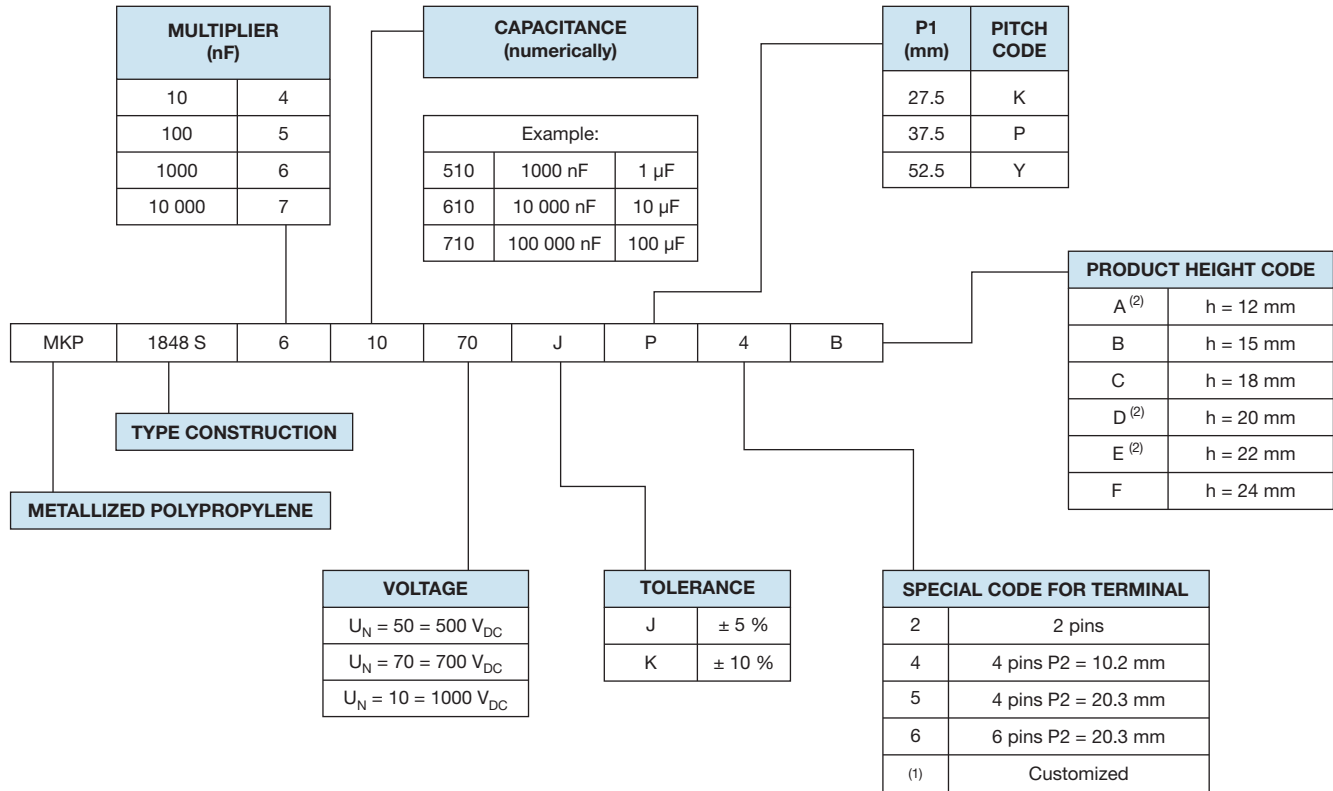 MULTIPLIER
(nF)
10 4
100 5
1000 6
10 000 7
CAPACITANCE
(numerically)
Example:
510 1000 nF 1 µF
610 10 000 nF 10 µF
710 100 000 nF 100 µF
P1
(mm)
PITCH
CODE
27.5 K
37.5 P
52.5 Y
PRODUCT HEIGHT CODE
A (2) h = 12 mm
B h = 15 mm
C h = 18 mm
D (2) h = 20 mm
E (2) h = 22 mm
F h = 24 mm
MKP 1848 S 6 10 70 J P 4 B
TYPE CONSTRUCTION
METALLIZED POLYPROPYLENE
VOLTAGE
UN = 50 = 500 VDC
UN = 70 = 700 VDC
UN = 10 = 1000 VDC
TOLERANCE
J ± 5 %
K ± 10 %
SPECIAL CODE FOR TERMINAL
2 2 pins
4 4 pins P2 = 10.2 mm
5 4 pins P2 = 20.3 mm
6 6 pins P2 = 20.3 mm
(1) Customized